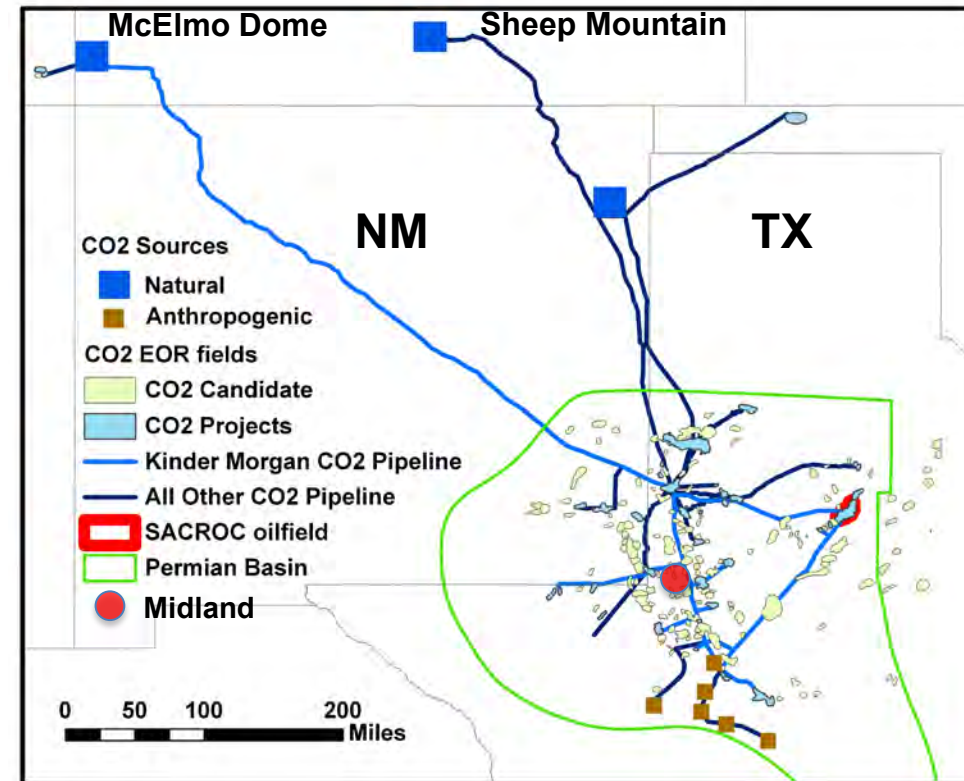 McElmo Dome
Sheep Mountain
NM
TX
CO2 Sources
Natural
Anthropogenic
CO2 EOR fields
CO2 Candidate
CO2 Projects
Kinder Morgan CO2 Pipeline
All Other CO2 Pipeline
SACROC oilfield
Permian Basin
Midland
0 50 100 200
Miles